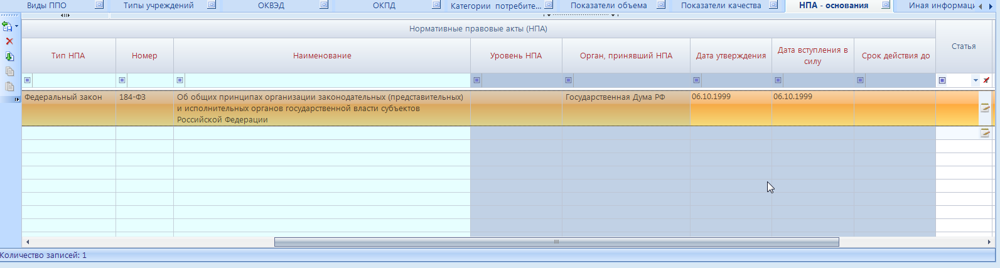 Виды ППО
Типы учреждений
ОКВЭД
ОКПД
Категории потребите...
Показатели объема
Показатели качества
НПА - основания
Иная информаци
Нормативные правовые акты (НПА)
Статья
Тип НПА
Номер
Наименование
Уровень НПА
Орган, принявший НПА
Дата утверждения
Дата вступления в
силу
Срок действия до
Федеральный закон
184-ФЗ
Об общих принципах организации законодательных (представительных)
и исполнительных органов государственной власти субъектов
Российской Федерации
Государственная Дума РФ
06.10.1999
06.10.1999
Количество записей: 1